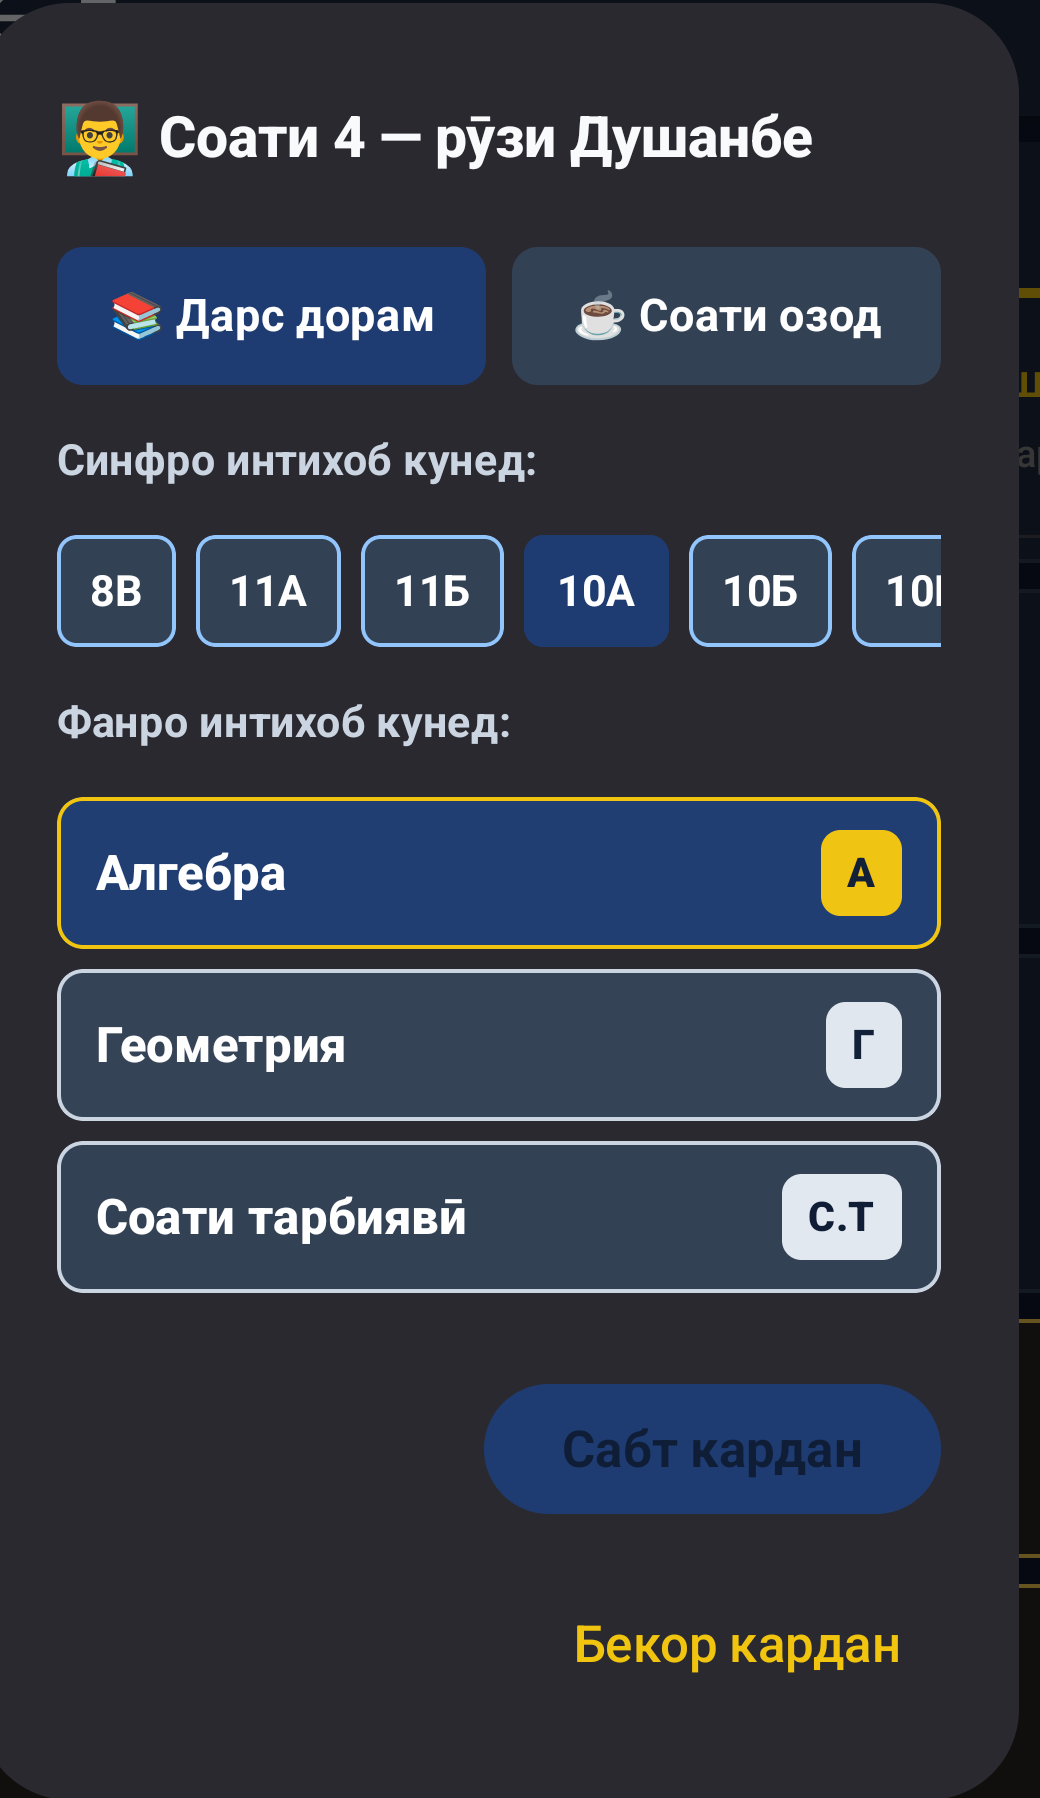 Соати 4 — рӯзи Душанбе
Дарс дорам
Соати озод
Синфро интихоб кунед:
8В 11А 11Б 10А 10Б
Фанро интихоб кунед:
Алгебра А
Геометрия Г
Соати тарбиявӣ С.Т
Сабт кардан
Бекор кардан